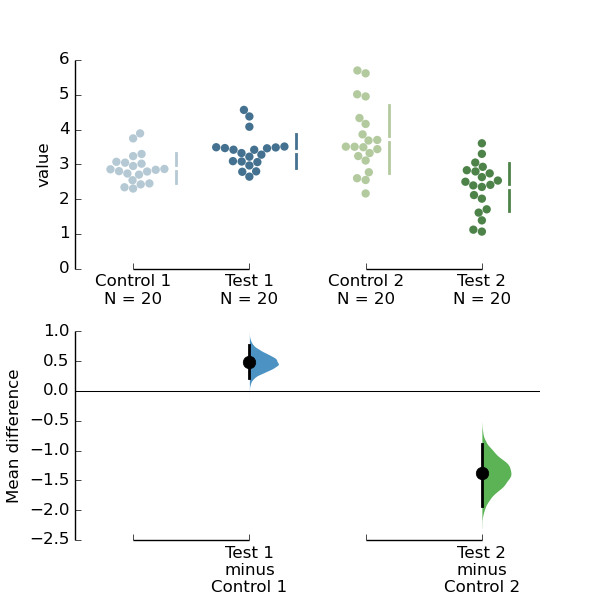 6
5
4
3
2
1
0
value
Control 1
N = 20
Test 1
N = 20
Control 2
N = 20
Test 2
N = 20
1.0
0.5
0.0
−0.5
−1.0
−1.5
−2.0
−2.5
Mean difference
Test 1
minus
Control 1
Test 2
minus
Control 2